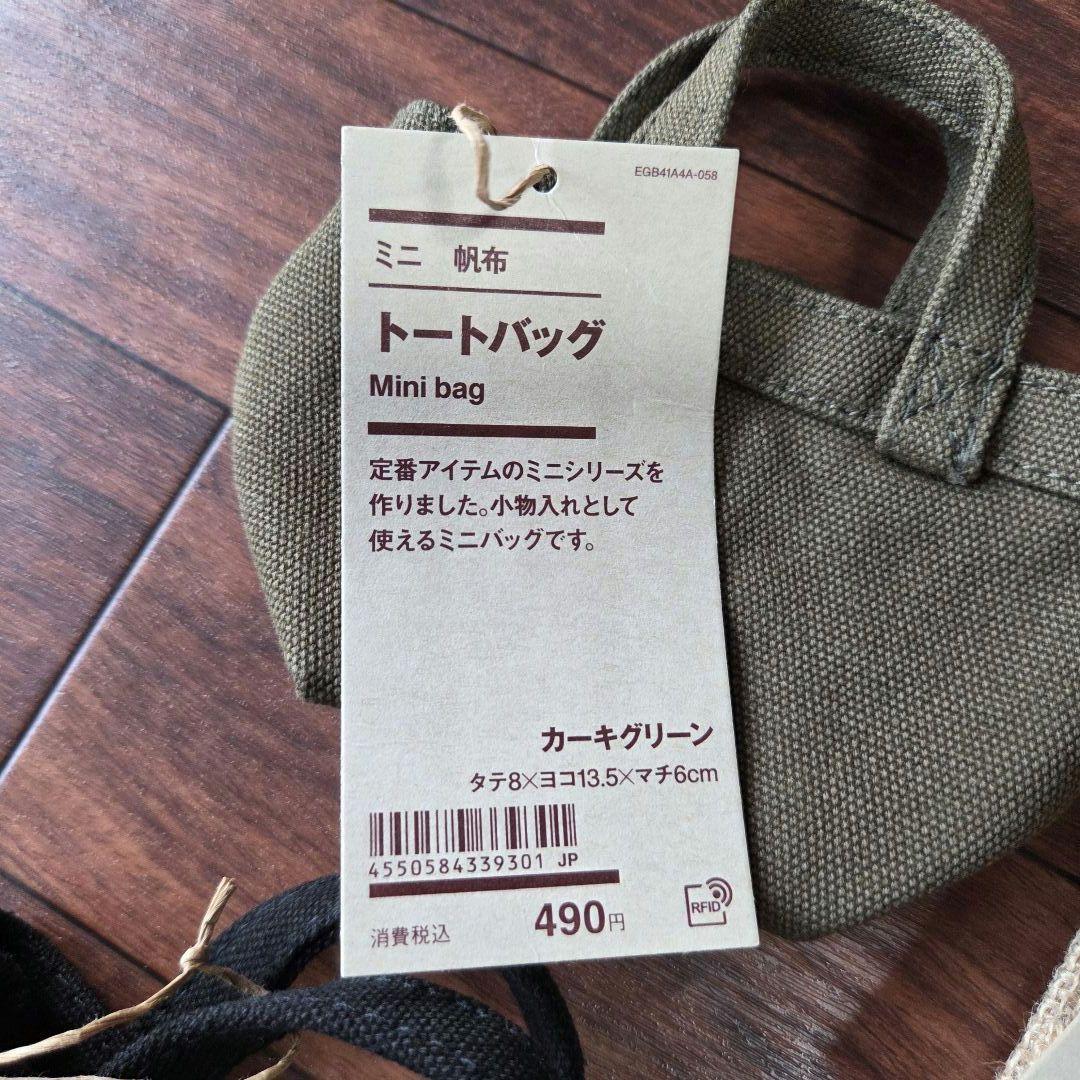 EGB41A4A-058
ミニ 帆布
トートバッグ
Mini bag
定番アイテムのミニシリーズを
作りました。小物入れとして
使えるミニバッグです。
カーキグリーン
タテ8×ヨコ13.5×マチ6cm
4550584339301 JP
消費税込 490円
RFID